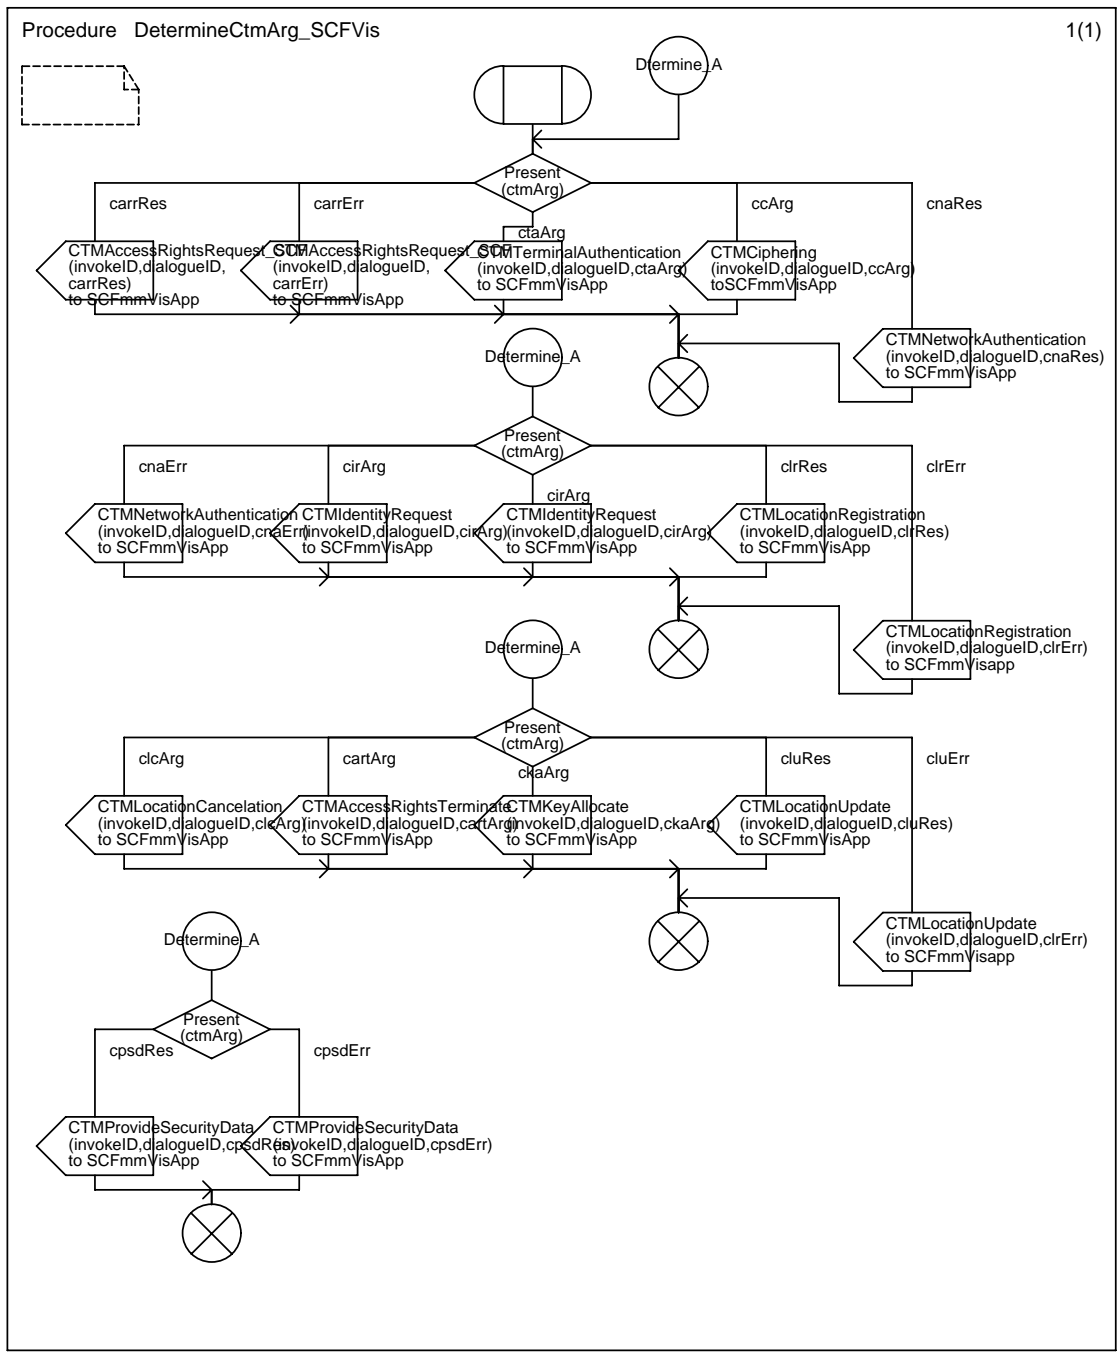 Procedure DetermineCtmArg_SCFVis
1(1)
Dtermine_A
Present
(ctmArg)
carrRes
carrErr
ctaArg
ccArg
cnaRes
CTMAccessRightsRequest_SCF
(invokeID,dialogueID,
carrRes)
to SCFmmVisApp
CTMAccessRightsRequest_SCF
(invokeID,dialogueID,
carrErr)
to SCFmmVisApp
CTMTerminalAuthentication
(invokeID,dialogueID,ctaArg)
to SCFmmVisApp
CTMCiphering
(invokeID,dialogueID,ccArg)
toSCFmmVisApp
CTMNetworkAuthentication
(invokeID,dialogueID,cnaRes)
to SCFmmVisApp
Determine_A
Present
(ctmArg)
cnaErr
cirArg
cirArg
clrRes
clrErr
CTMNetworkAuthentication
(invokeID,dialogueID,cnaErr)
to SCFmmVisApp
CTMIdentityRequest
(invokeID,dialogueID,cirArg)
to SCFmmVisApp
CTMIdentityRequest
(invokeID,dialogueID,cirArg)
to SCFmmVisApp
CTMLocationRegistration
(invokeID,dialogueID,clrRes)
to SCFmmVisApp
CTMLocationRegistration
(invokeID,dialogueID,clrErr)
to SCFmmVisapp
Determine_A
Present
(ctmArg)
clcArg
cartArg
ckaArg
cluRes
cluErr
CTMLocationCancelation
(invokeID,dialogueID,clcArg)
to SCFmmVisApp
CTMAccessRightsTerminate
(invokeID,dialogueID,cartArg)
to SCFmmVisApp
CTMKeyAllocate
(invokeID,dialogueID,ckaArg)
to SCFmmVisApp
CTMLocationUpdate
(invokeID,dialogueID,cluRes)
to SCFmmVisApp
CTMLocationUpdate
(invokeID,dialogueID,clrErr)
to SCFmmVisapp
Determine_A
Present
(ctmArg)
cpsdRes
cpsdErr
CTMProvideSecurityData
(invokeID,dialogueID,cpsdRes)
to SCFmmVisApp
CTMProvideSecurityData
(invokeID,dialogueID,cpsdErr)
to SCFmmVisApp